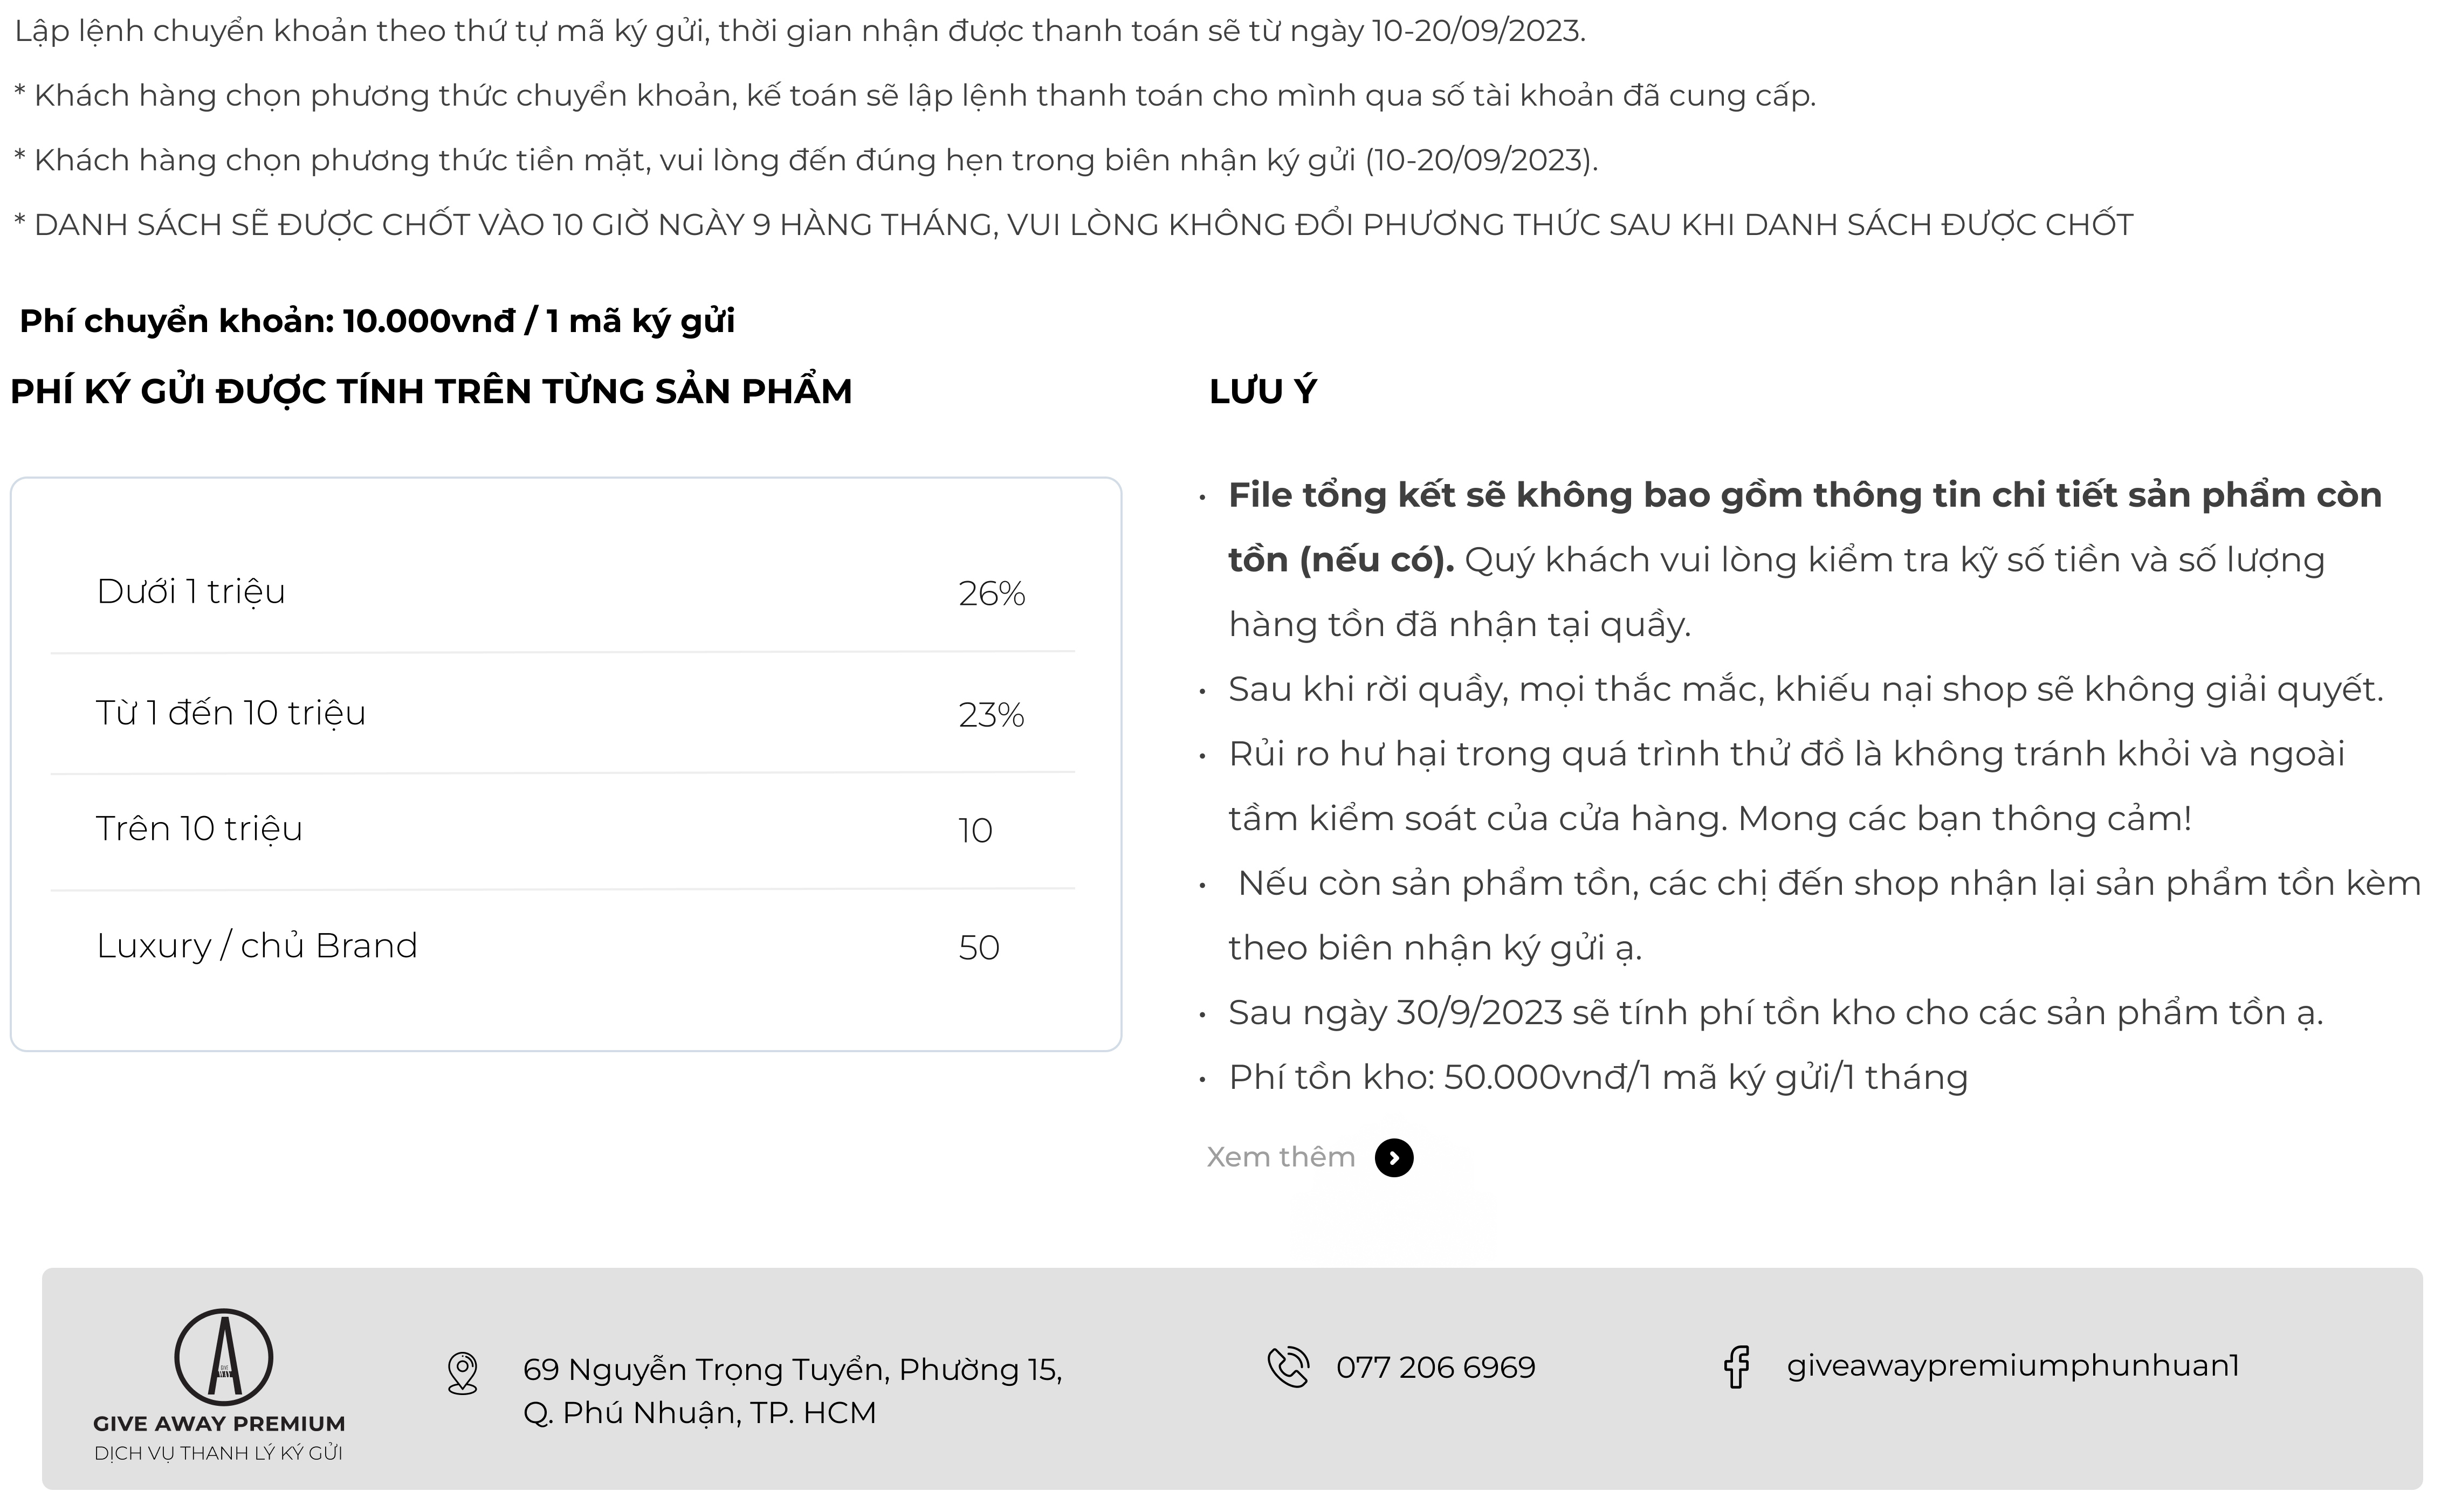 Lập lệnh chuyển khoản theo thứ tự mã ký gửi, thời gian nhận được thanh toán sẽ từ ngày 10-20/09/2023.
* Khách hàng chọn phương thức chuyển khoản, kế toán sẽ lập lệnh thanh toán cho mình qua số tài khoản đã cung cấp.
* Khách hàng chọn phương thức tiền mặt, vui lòng đến đúng hẹn trong biên nhận ký gửi (10-20/09/2023).
* DANH SÁCH SẼ ĐƯỢC CHỐT VÀO 10 GIỜ NGÀY 9 HÀNG THÁNG, VUI LÒNG KHÔNG ĐỔI PHƯƠNG THỨC SAU KHI DANH SÁCH ĐƯỢC CHỐT
Phí chuyển khoản: 10.000vnđ / 1 mã ký gửi
PHÍ KÝ GỬI ĐƯỢC TÍNH TRÊN TỪNG SẢN PHẨM
Dưới 1 triệu 26%
Từ 1 đến 10 triệu 23%
Trên 10 triệu 10
Luxury / chủ Brand 50
LƯU Ý
• File tổng kết sẽ không bao gồm thông tin chi tiết sản phẩm còn
tồn (nếu có). Quý khách vui lòng kiểm tra kỹ số tiền và số lượng
hàng tồn đã nhận tại quầy.
• Sau khi rời quầy, mọi thắc mắc, khiếu nại shop sẽ không giải quyết.
• Rủi ro hư hại trong quá trình thử đồ là không tránh khỏi và ngoài
tầm kiểm soát của cửa hàng. Mong các bạn thông cảm!
• Nếu còn sản phẩm tồn, các chị đến shop nhận lại sản phẩm tồn kèm
theo biên nhận ký gửi ạ.
• Sau ngày 30/9/2023 sẽ tính phí tồn kho cho các sản phẩm tồn ạ.
• Phí tồn kho: 50.000vnđ/1 mã ký gửi/1 tháng
Xem thêm
GIVE
AWAY
GIVE AWAY PREMIUM
DỊCH VỤ THANH LÝ KÝ GỬI
69 Nguyễn Trọng Tuyển, Phường 15,
Q. Phú Nhuận, TP. HCM
077 206 6969
giveawaypremiumphunhuan1